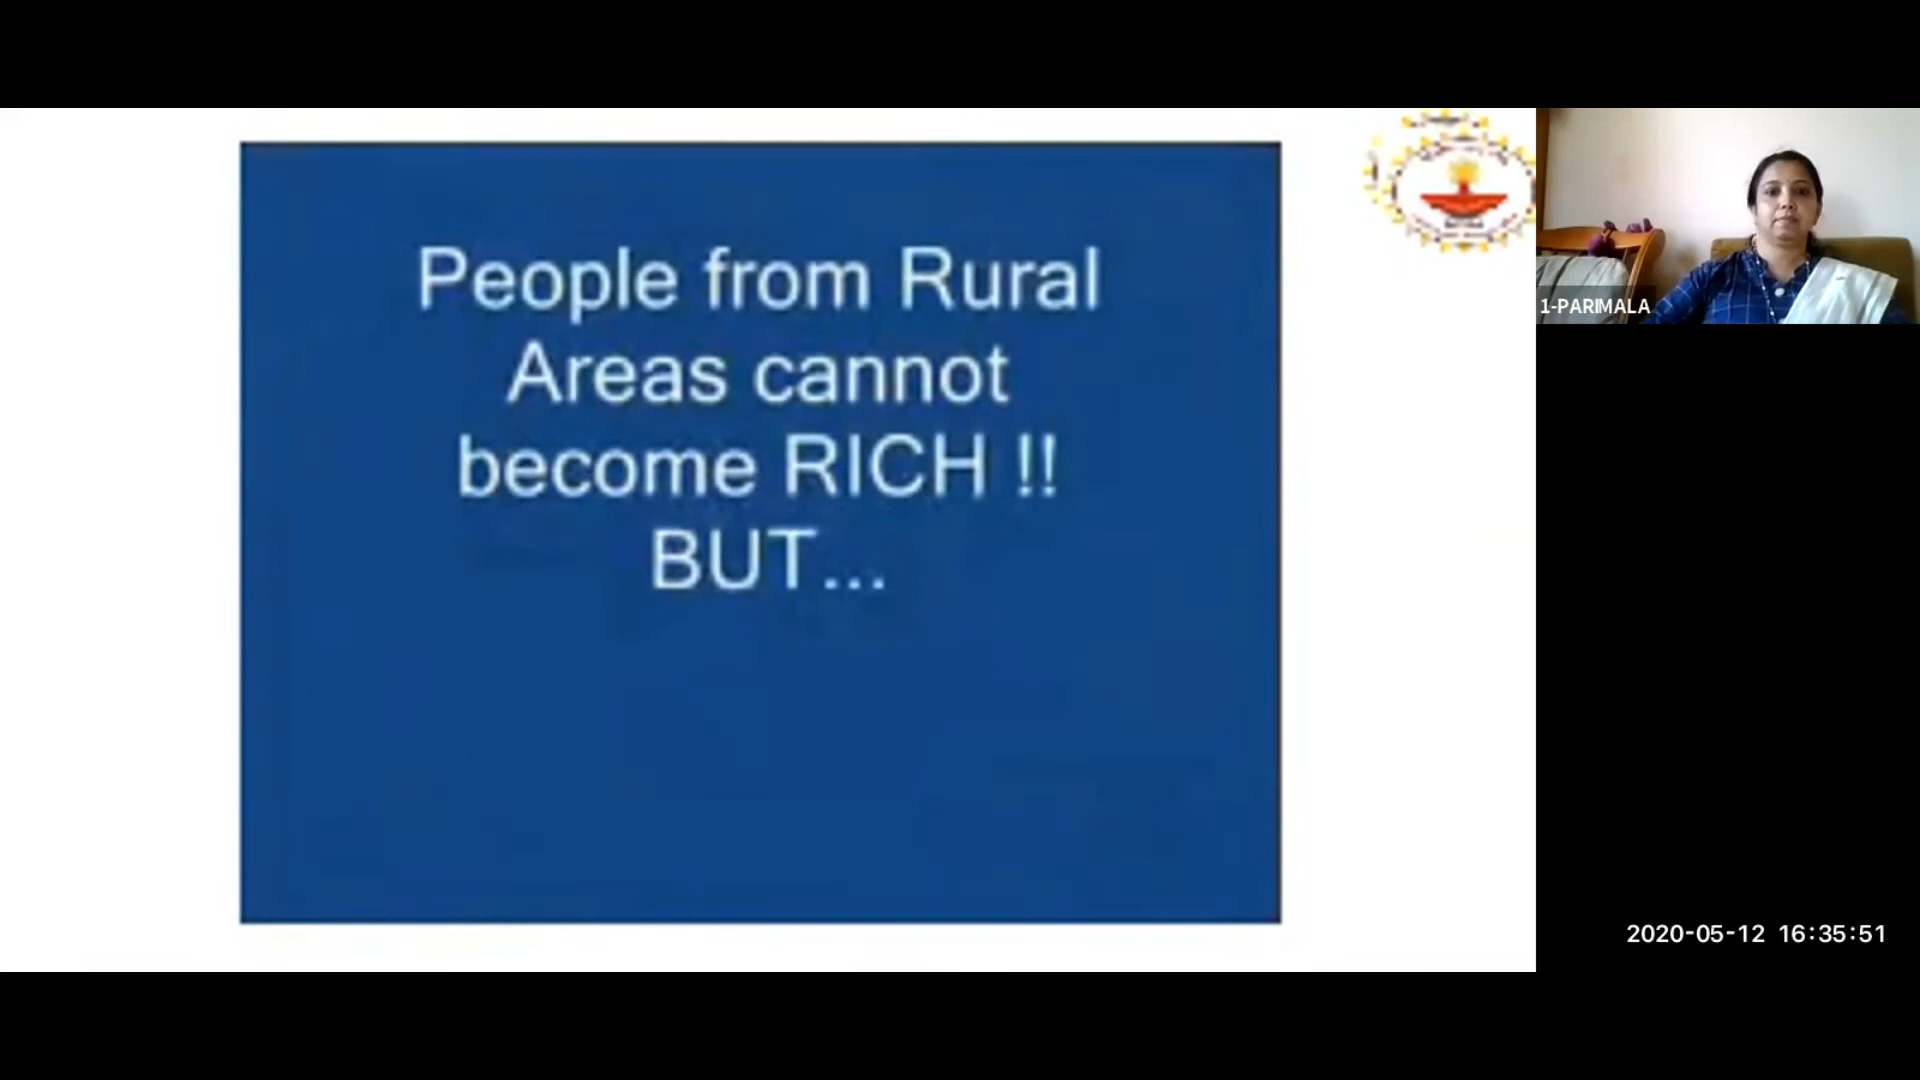 People from Rural
Areas cannot
become RICH !!
BUT...
1-PARIMALA
2020-05-12 16:35:51